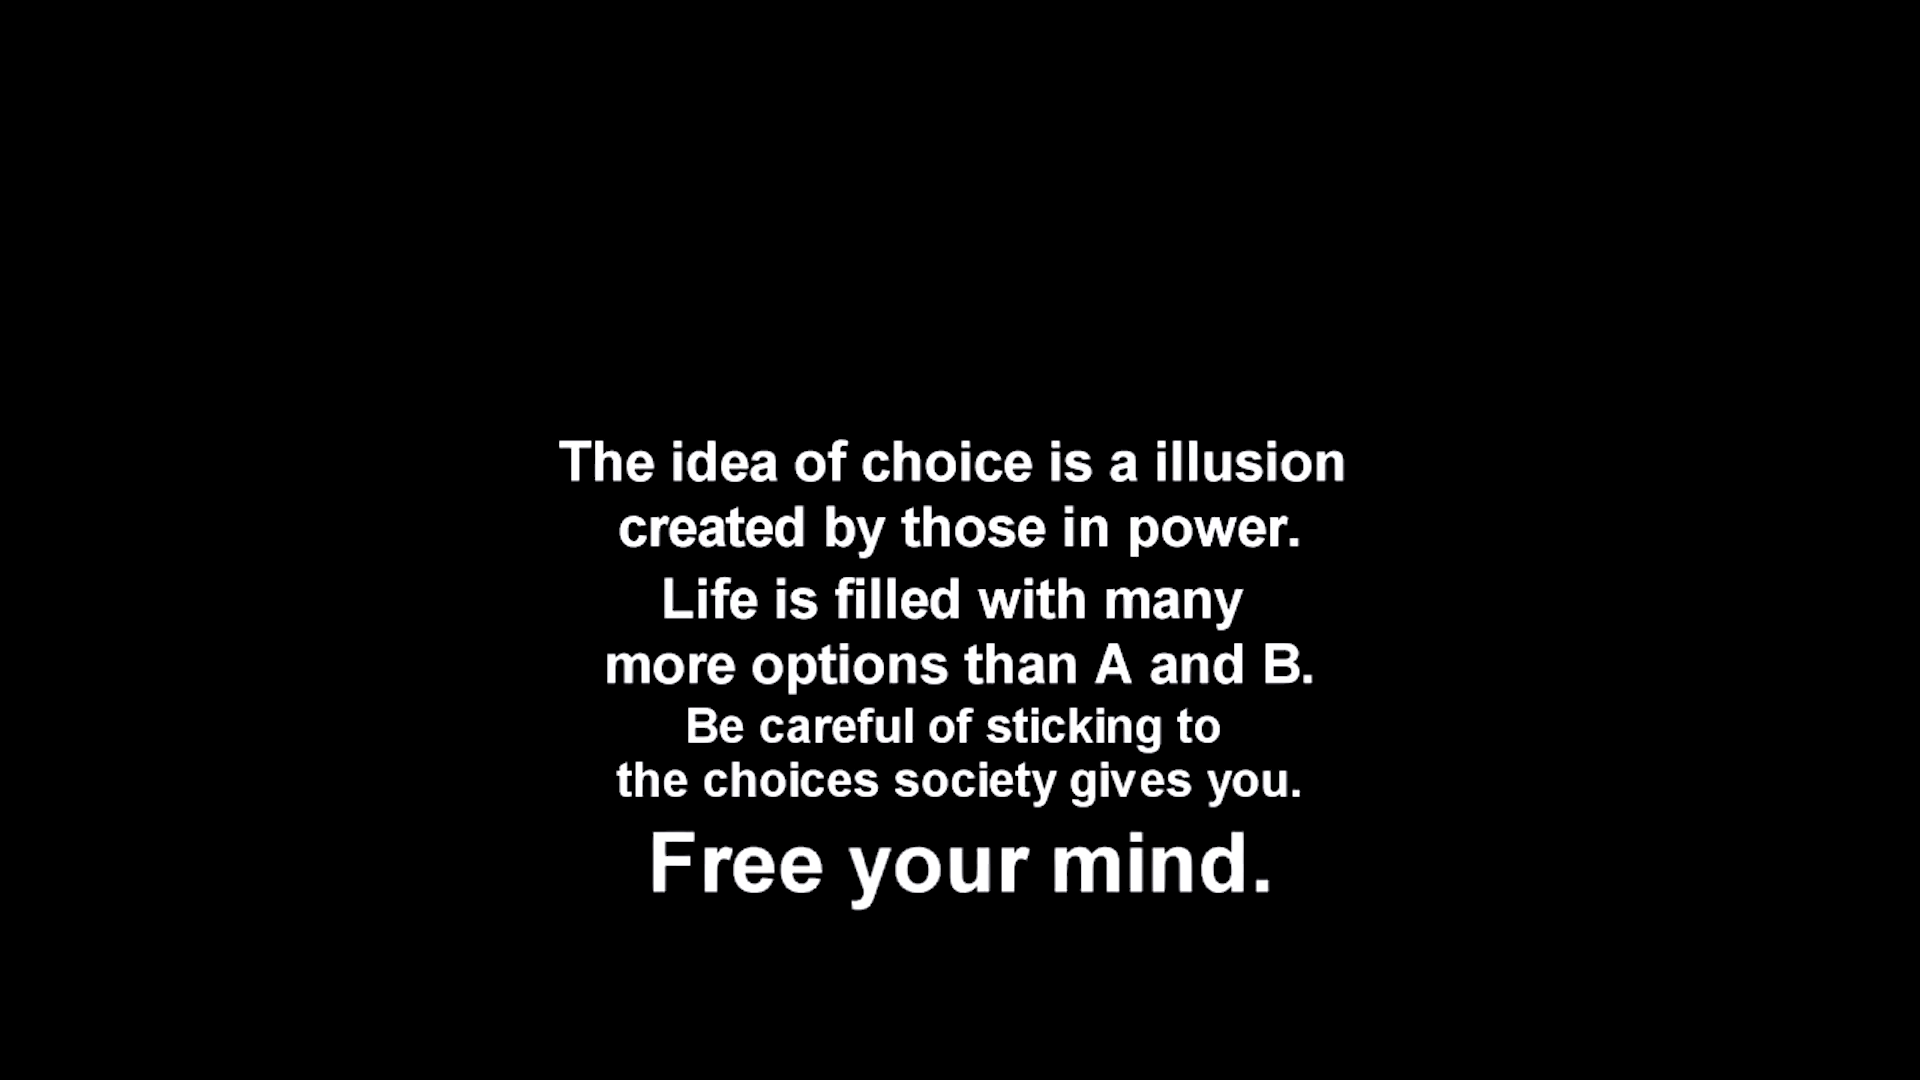 The idea of choice is a illusion
created by those in power.
Life is filled with many
more options than A and B.
Be careful of sticking to
the choices society gives you.
Free your mind.